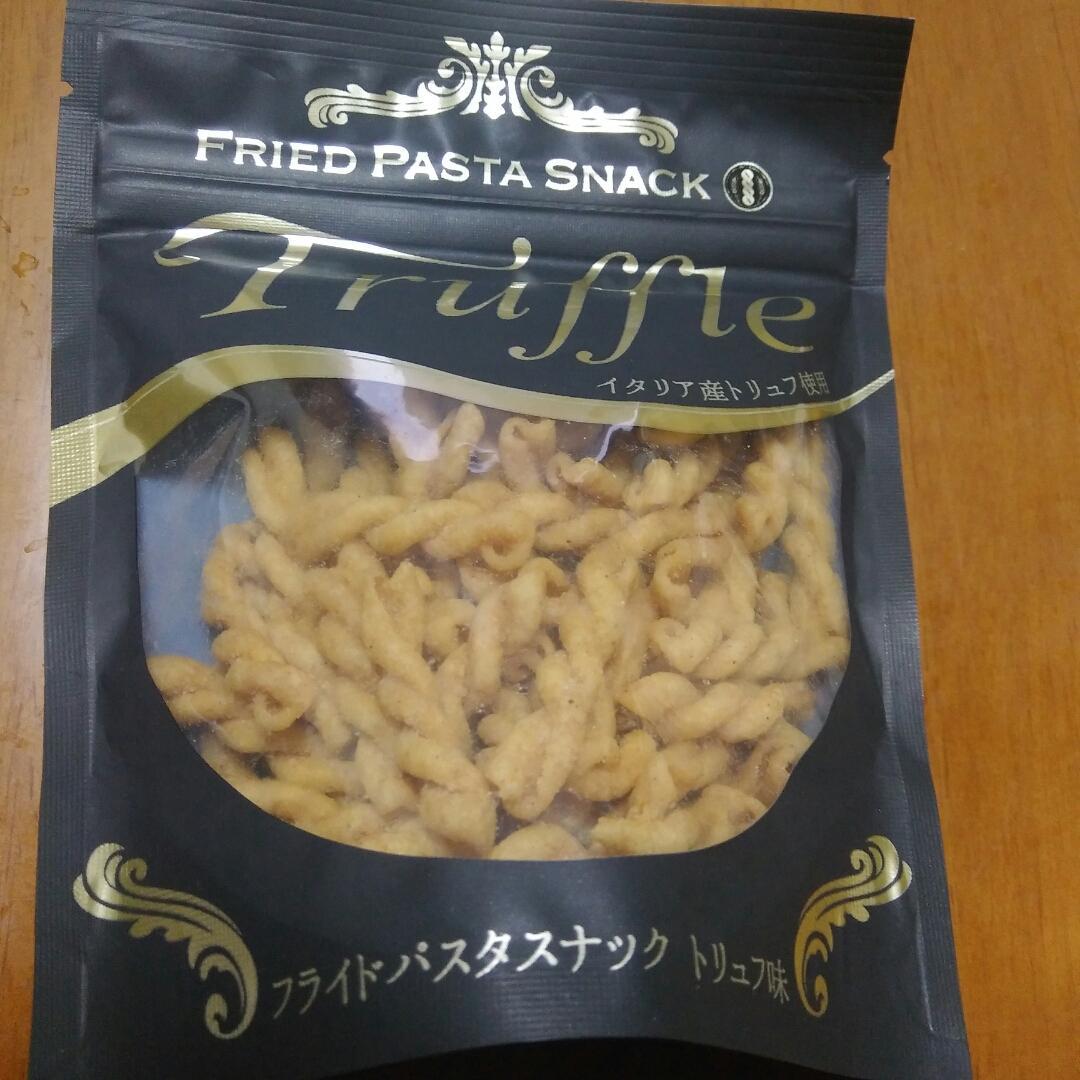 FRIED PASTA SNACK
Truffle
イタリア産トリュフ使用
フライドパスタスナック トリュフ味